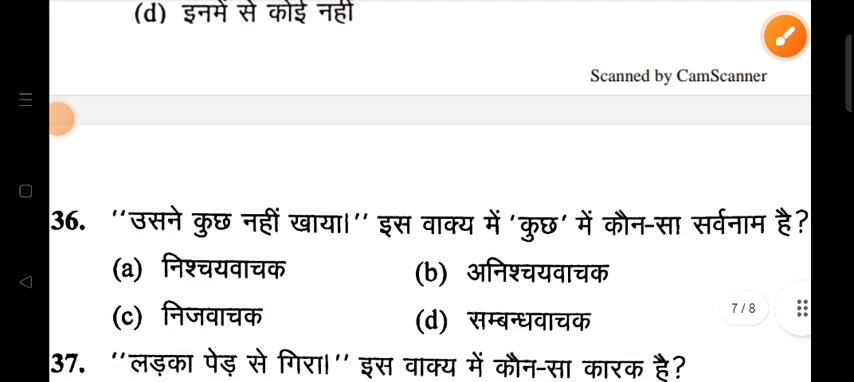 (d) इनमें से कोई नहीं
Scanned by CamScanner
36. ''उसने कुछ नहीं खाया।'' इस वाक्य में 'कुछ' में कौन-सा सर्वनाम है?
(a) निश्चयवाचक (b) अनिश्चयवाचक
(c) निजवाचक (d) सम्बन्धवाचक
7 / 8
37. ''लड़का पेड़ से गिरा।'' इस वाक्य में कौन-सा कारक है?